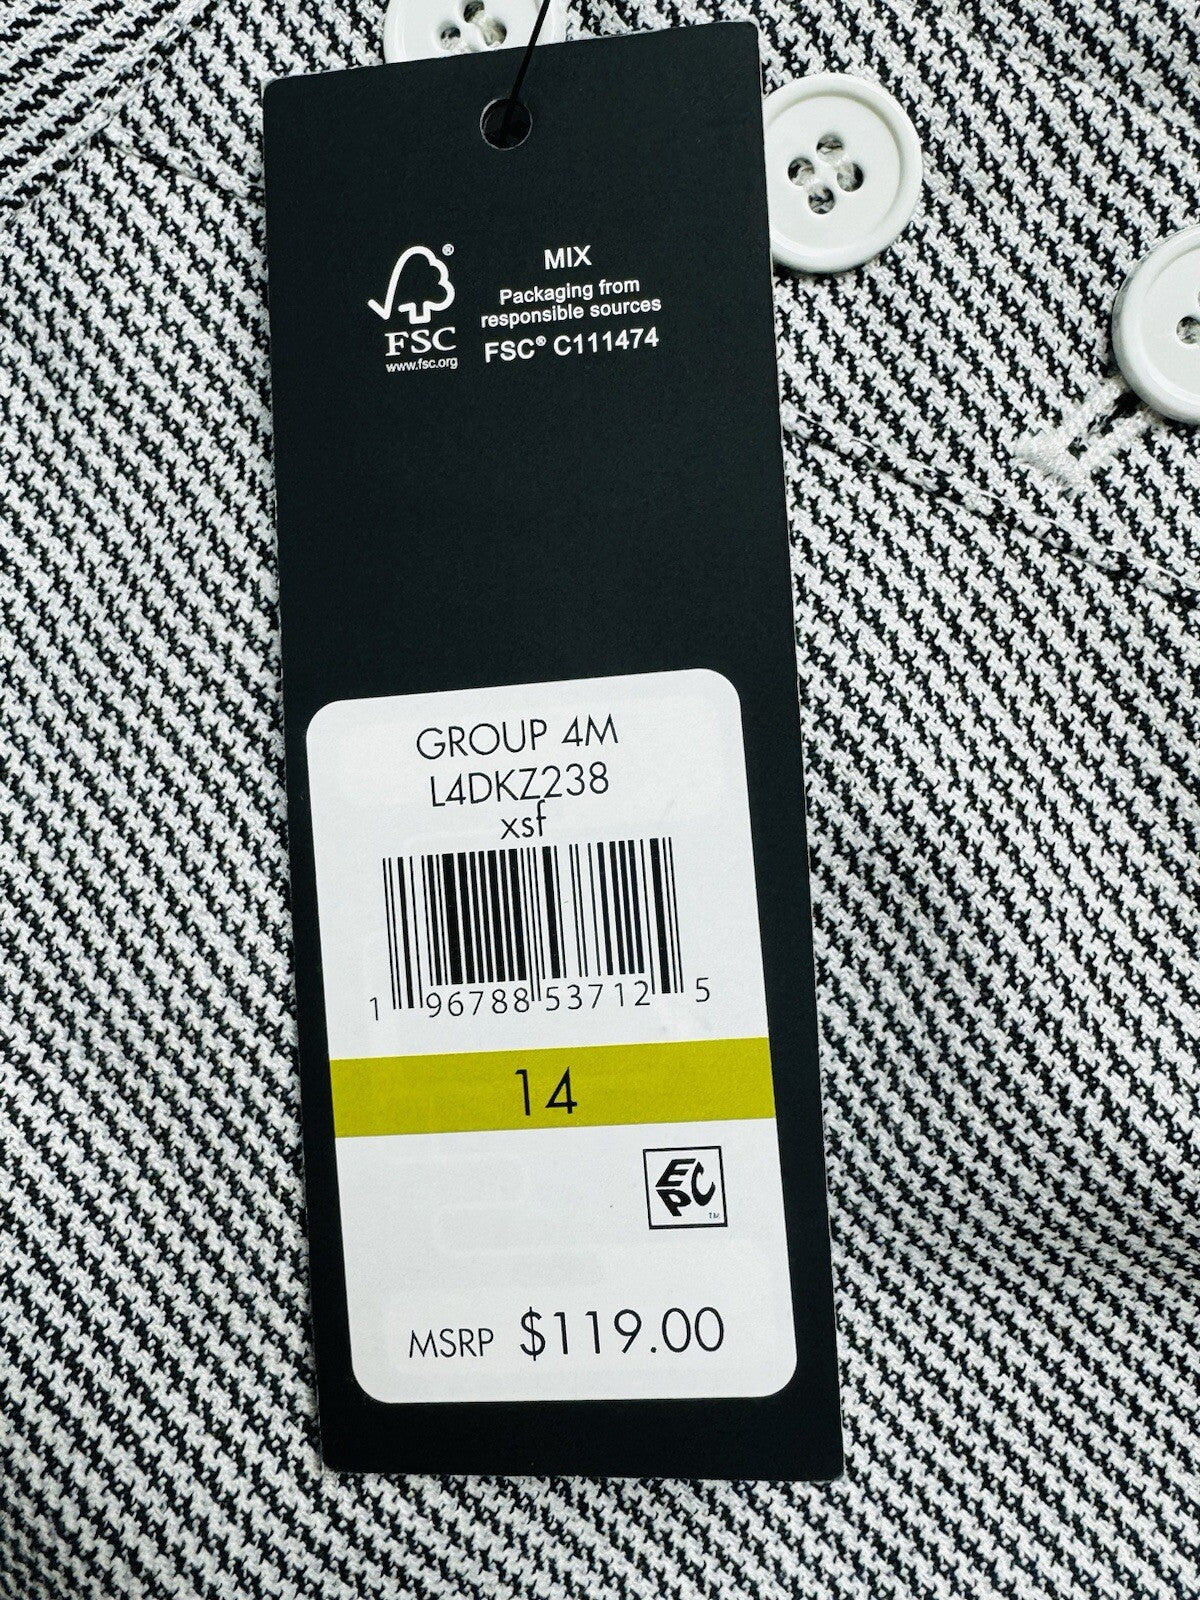 MIX
Packaging from
responsible sources
FSC® C111474
®
FSC
www.fsc.org
GROUP 4M
L4DKZ238
xsf
1 96788 53712 5
14
EPC
TM
MSRP $119.00